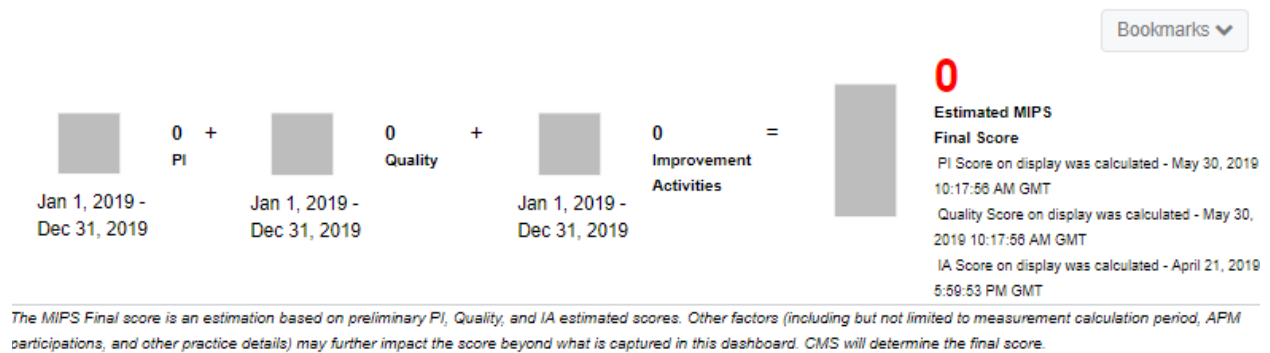 Bookmarks
0 + 0 + 0 = 0
PI Quality Improvement Activities
Jan 1, 2019 -
Dec 31, 2019
Jan 1, 2019 -
Dec 31, 2019
Jan 1, 2019 -
Dec 31, 2019
Estimated MIPS
Final Score
PI Score on display was calculated - May 30, 2019
10:17:56 AM GMT
Quality Score on display was calculated - May 30,
2019 10:17:56 AM GMT
IA Score on display was calculated - April 21, 2019
5:59:53 PM GMT
The MIPS Final score is an estimation based on preliminary PI, Quality, and IA estimated scores. Other factors (including but not limited to measurement calculation period, APM
participations, and other practice details) may further impact the score beyond what is captured in this dashboard. CMS will determine the final score.